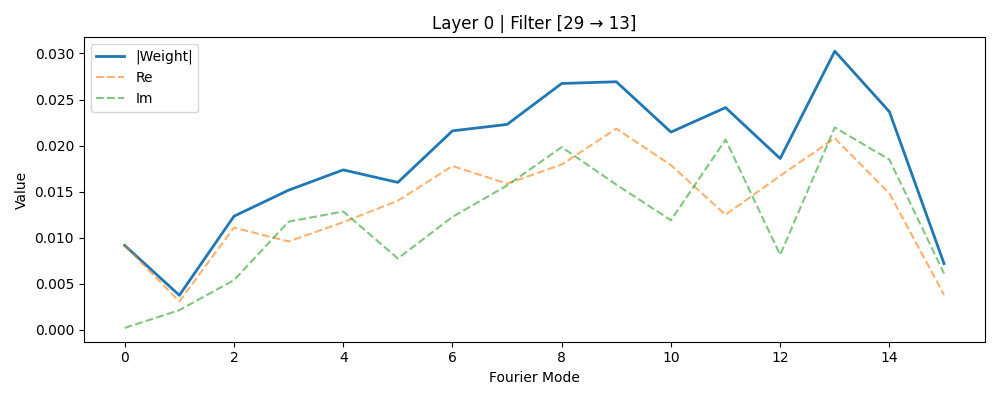 Layer 0 | Filter [29 → 13]
|Weight|
Re
Im
Value
0.030
0.025
0.020
0.015
0.010
0.005
0.000
0 2 4 6 8 10 12 14
Fourier Mode